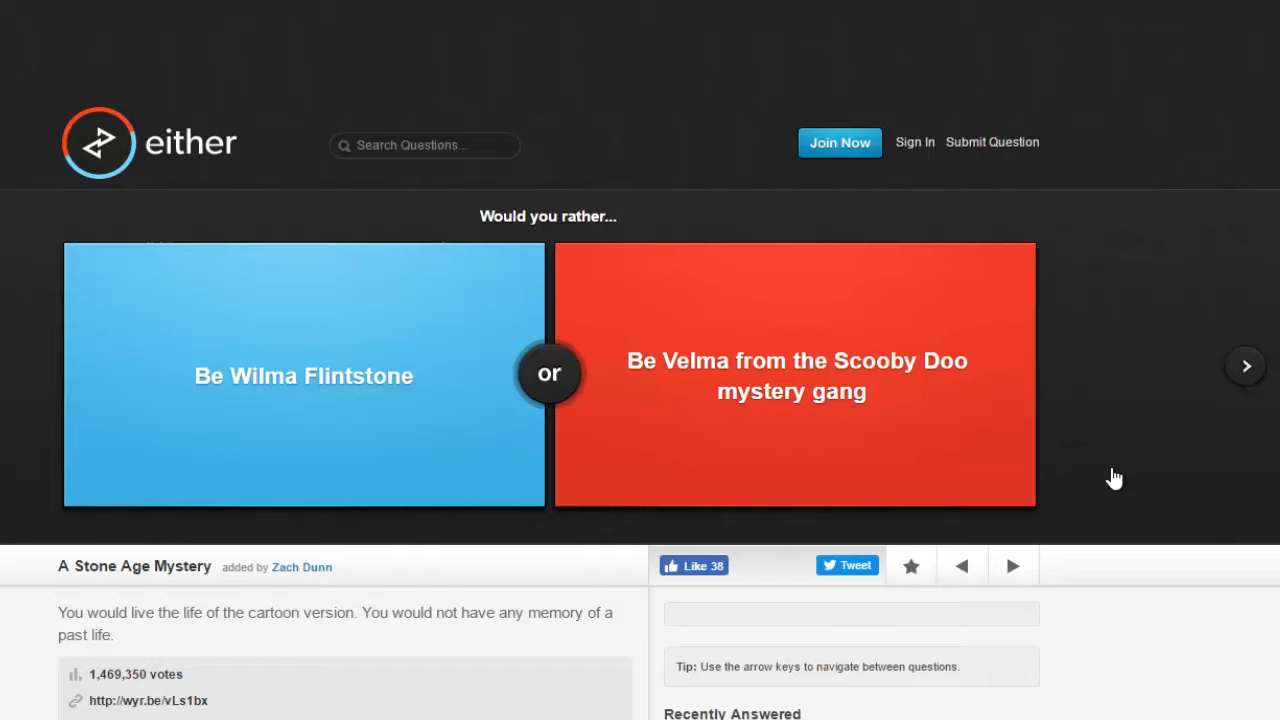 either
Search Questions...
Join Now
Sign In
Submit Question
Would you rather...
Be Wilma Flintstone
or
Be Velma from the Scooby Doo
mystery gang
A Stone Age Mystery added by Zach Dunn
Like 38
Tweet
You would live the life of the cartoon version. You would not have any memory of a
past life.
1,469,350 votes
http://wyr.be/vLs1bx
Tip: Use the arrow keys to navigate between questions.
Recently Answered